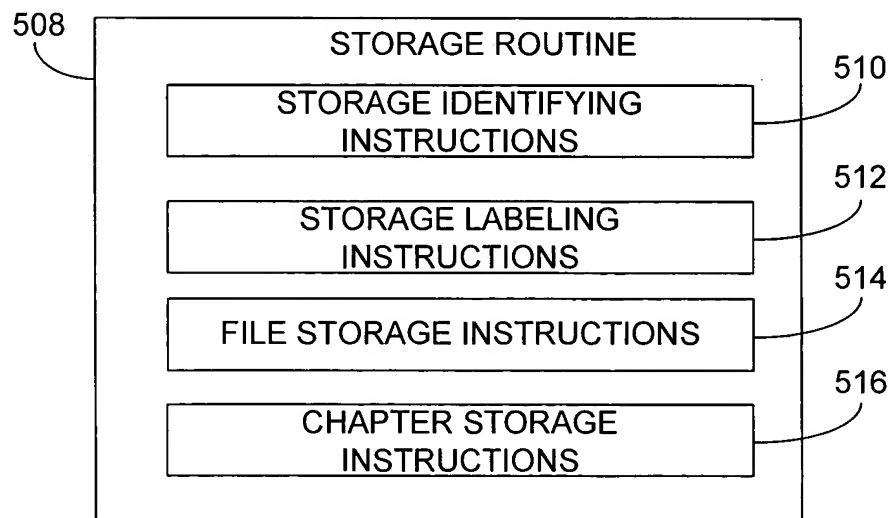 508
STORAGE ROUTINE
510
STORAGE IDENTIFYING
INSTRUCTIONS
512
STORAGE LABELING
INSTRUCTIONS
514
FILE STORAGE INSTRUCTIONS
516
CHAPTER STORAGE
INSTRUCTIONS